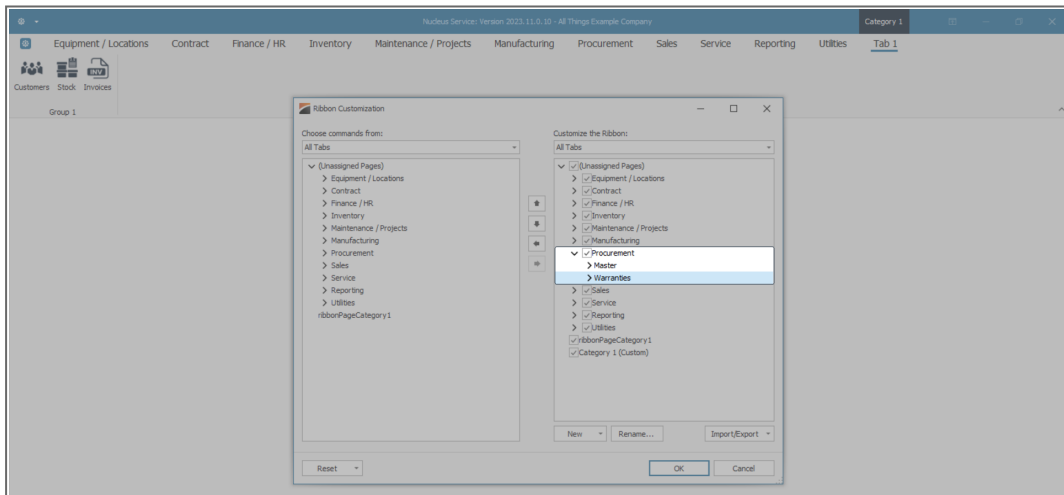 Nucleus Service: Version 2023.11.0.10 - All Things Example Company
Category 1
Equipment / Locations Contract Finance / HR Inventory Maintenance / Projects Manufacturing Procurement Sales Service Reporting Utilities Tab 1
INV
Customers Stock Invoices
Group 1
Ribbon Customization
Choose commands from:
All Tabs
(Unassigned Pages)
Equipment / Locations
Contract
Finance / HR
Inventory
Maintenance / Projects
Manufacturing
Procurement
Sales
Service
Reporting
Utilities
ribbonPageCategory1
Customize the Ribbon:
All Tabs
(Unassigned Pages)
Equipment / Locations
Contract
Finance / HR
Inventory
Maintenance / Projects
Manufacturing
Procurement
Master
Warranties
Sales
Service
Reporting
Utilities
ribbonPageCategory1
Category 1 (Custom)
New Rename... Import/Export
Reset OK Cancel